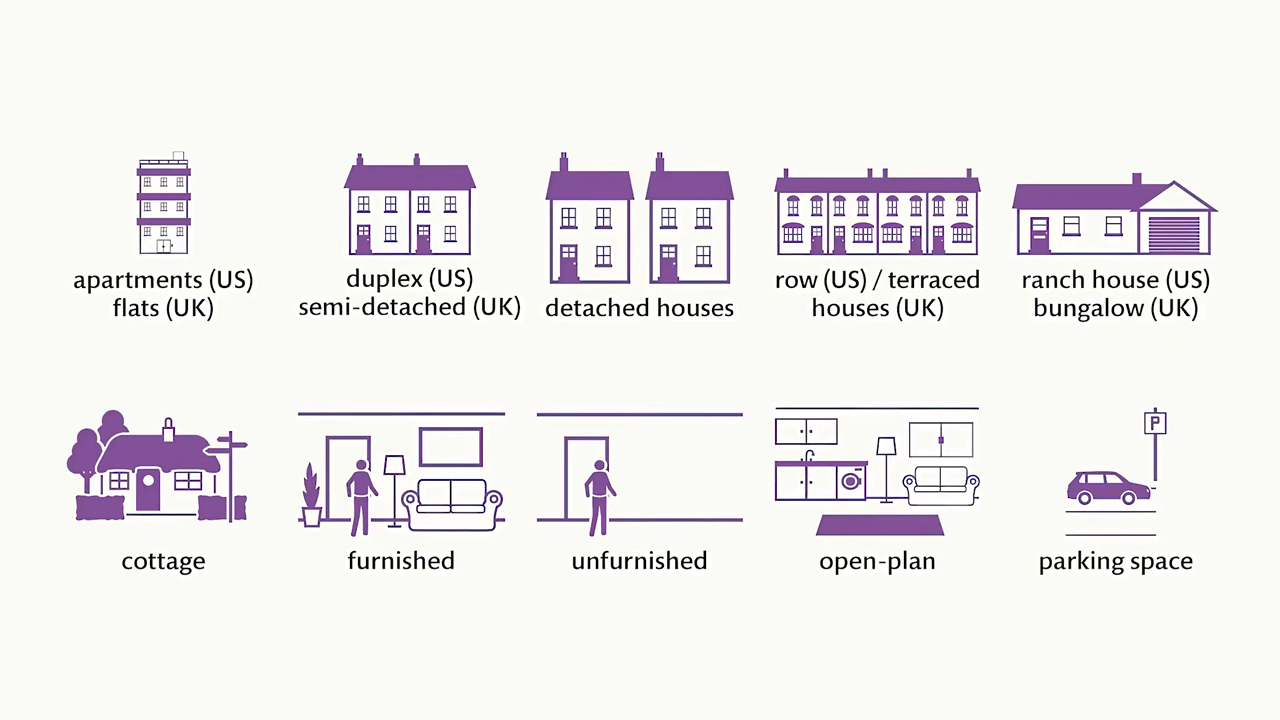 apartments (US)
flats (UK)
duplex (US)
semi-detached (UK)
detached houses
row (US) / terraced
houses (UK)
ranch house (US)
bungalow (UK)
P
cottage
furnished
unfurnished
open-plan
parking space